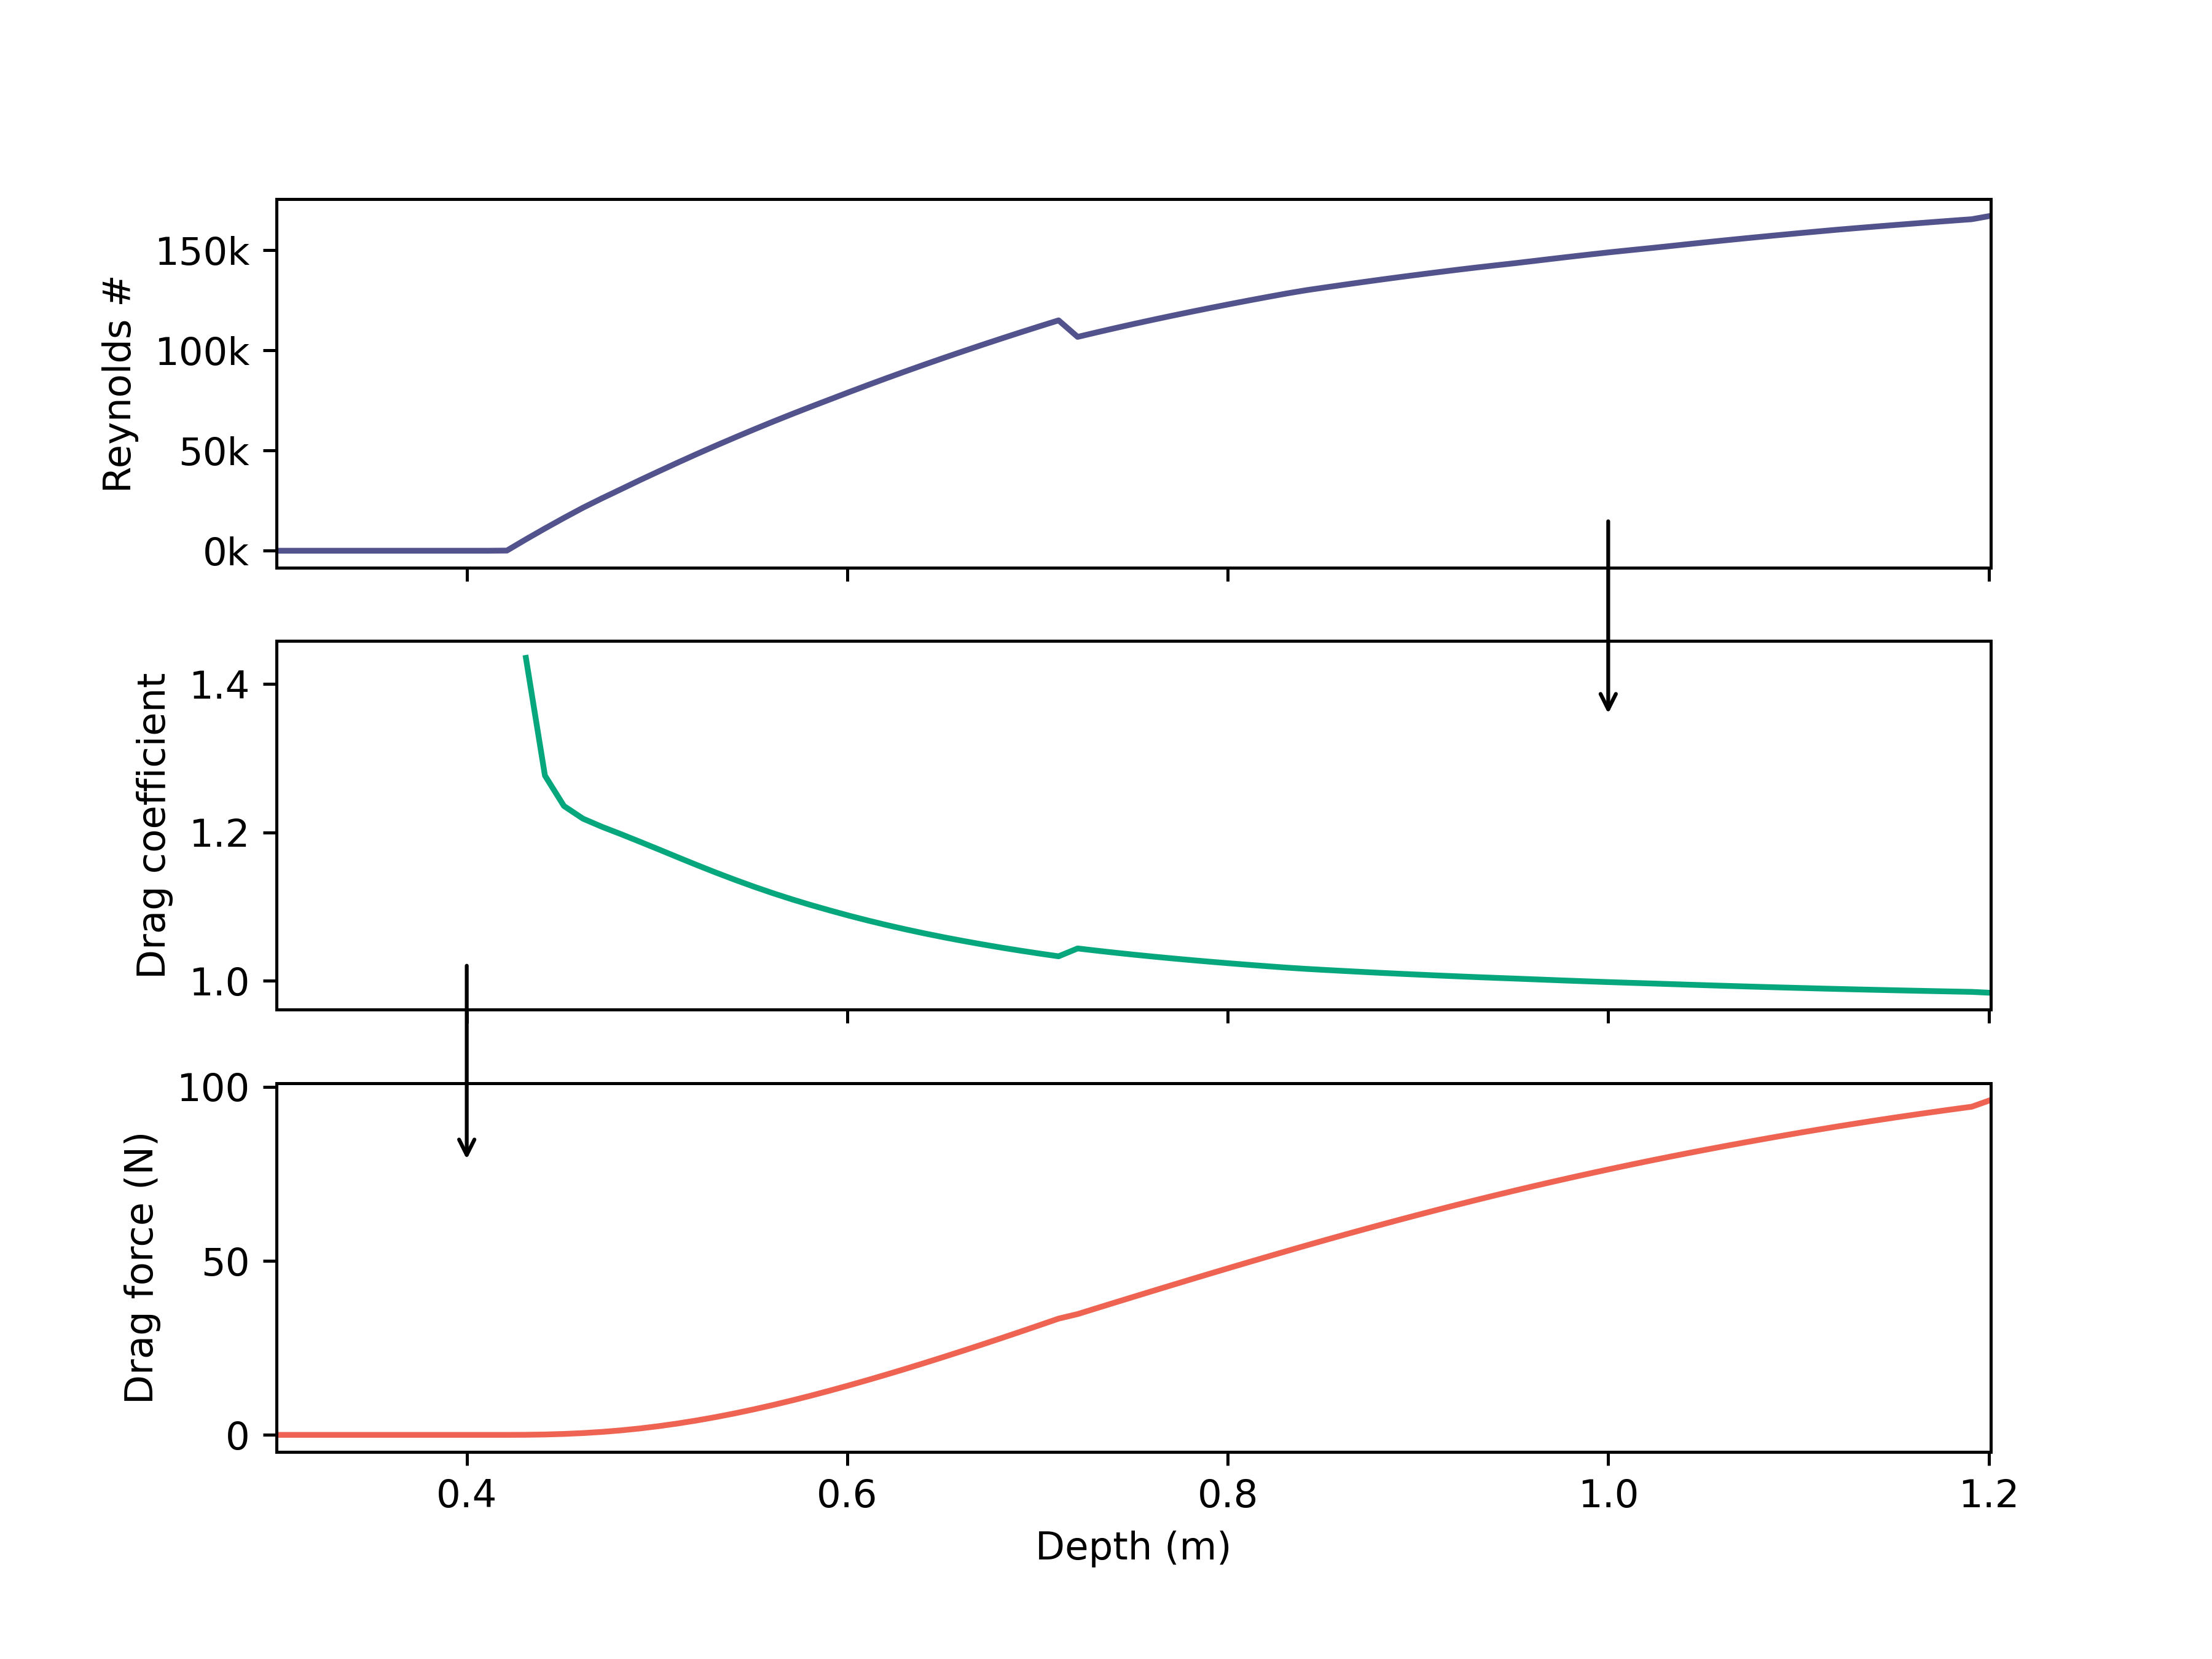 Reynolds #
150k
100k
50k
0k
Drag coefficient
1.4
1.2
1.0
Drag force (N)
100
50
0
0.4 0.6 0.8 1.0 1.2
Depth (m)